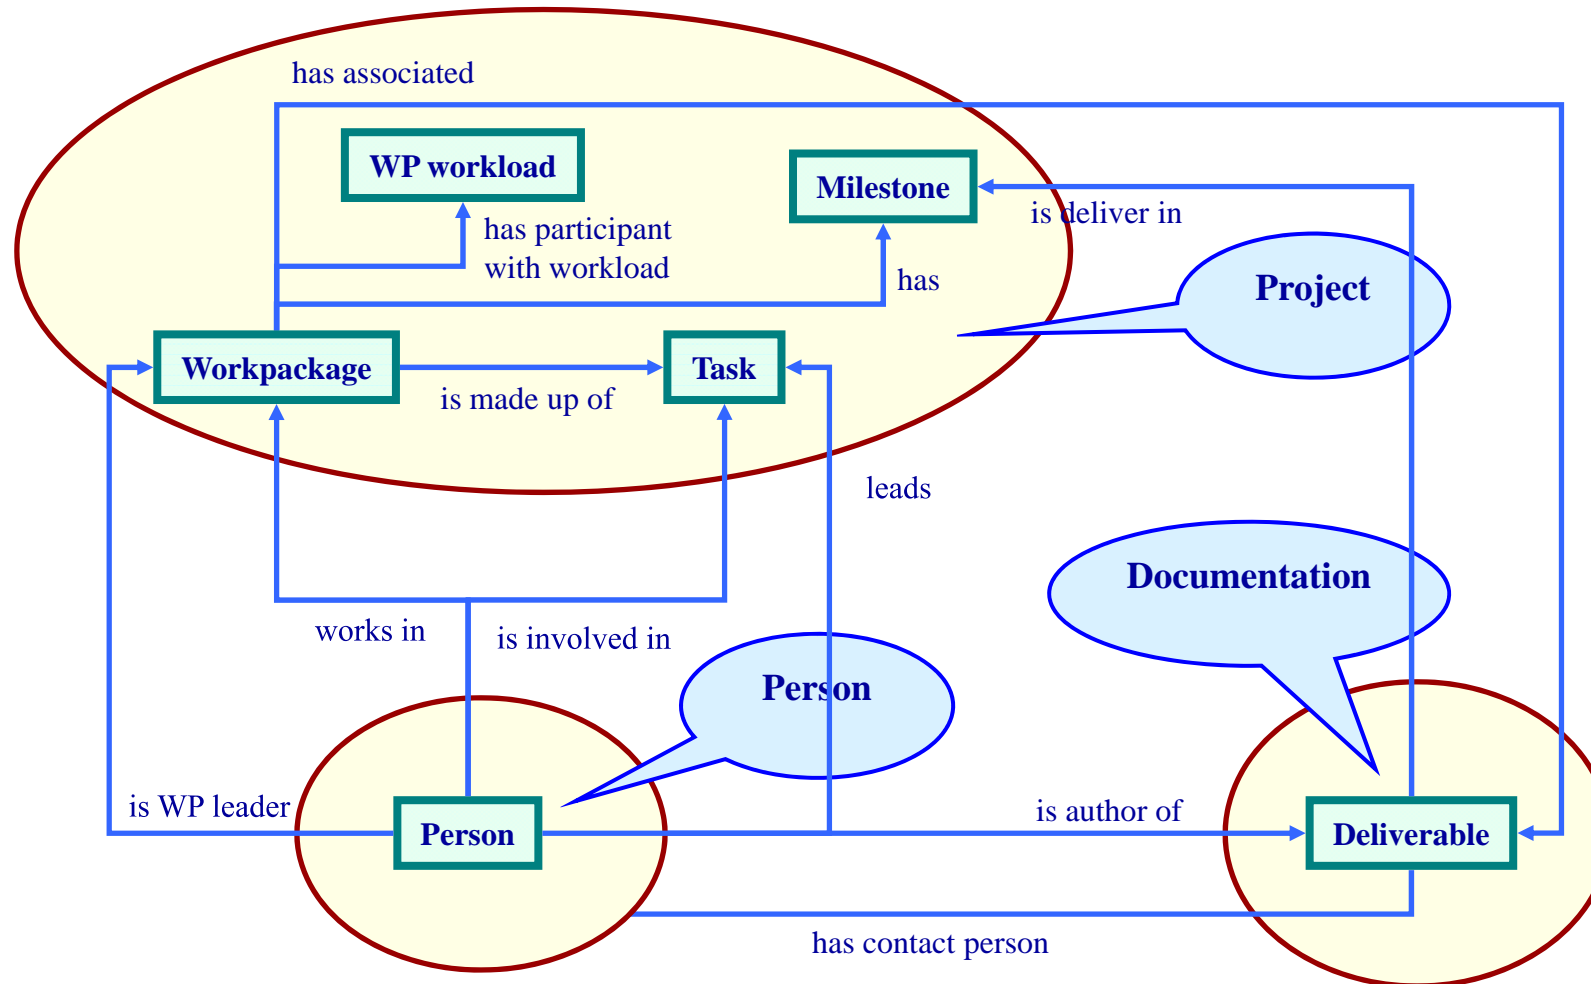 has associated
WP workload
Milestone
is deliver in
has participant
with workload
has
Project
Workpackage
Task
is made up of
leads
Documentation
works in
is involved in
Person
is WP leader
Person
is author of
Deliverable
has contact person